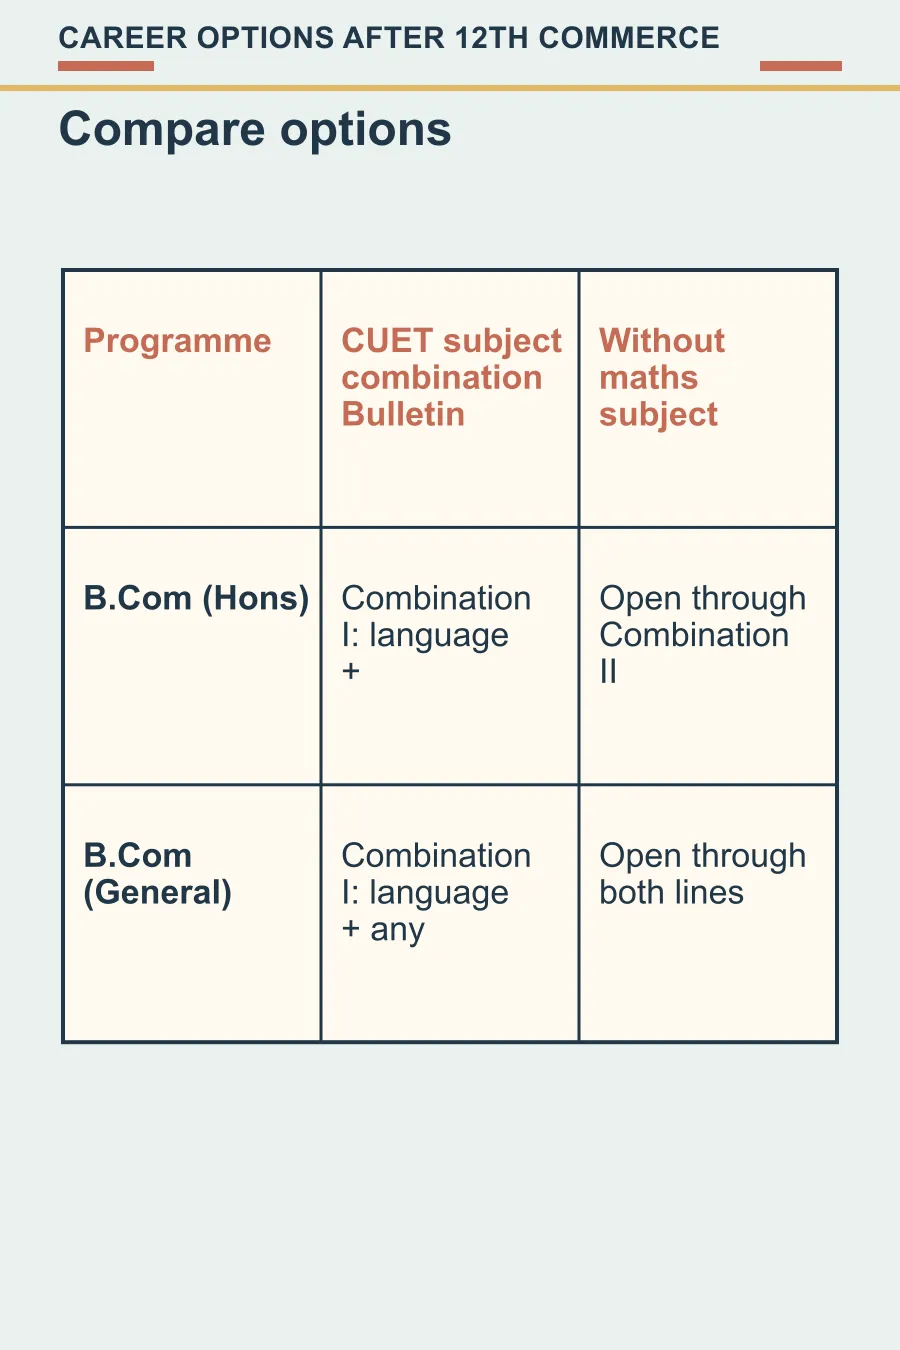 CAREER OPTIONS AFTER 12TH COMMERCE
Compare options
Programme
CUET subject
combination
Bulletin
Without
maths
subject
B.Com (Hons)
Combination
I: language
+
Open through
Combination
II
B.Com
(General)
Combination
I: language
+ any
Open through
both lines